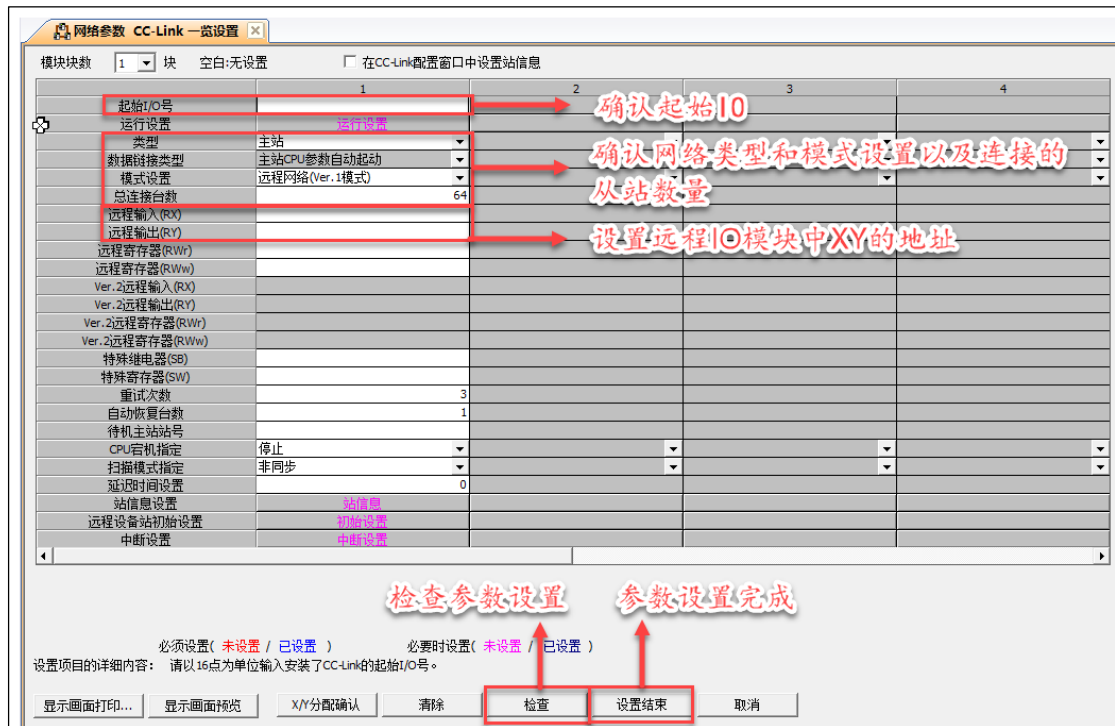 网络参数 CC-Link 一览设置
模块块数 1 块 空白:无设置 在CC-Link配置窗口中设置站信息
1 2 3 4
起始I/O号
确认起始IO
运行设置 运行设置
类型 主站
数据链接类型 主站CPU参数自动起动
确认网络类型和模式设置以及连接的
从站数量
模式设置 远程网络(Ver.1模式)
总连接台数 64
远程输入(RX)
远程输出(RY)
设置远程IO模块中XY的地址
远程寄存器(RWr)
远程寄存器(RWw)
Ver.2远程输入(RX)
Ver.2远程输出(RY)
Ver.2远程寄存器(RWr)
Ver.2远程寄存器(RWw)
特殊继电器(SB)
特殊寄存器(SW)
重试次数 3
自动恢复台数 1
待机主站站号
CPU宕机指定 停止
扫描模式指定 非同步
延迟时间设置 0
站信息设置 站信息
远程设备站初始设置 初始设置
中断设置 中断设置
检查参数设置 参数设置完成
必须设置( 未设置 / 已设置 ) 必要时设置( 未设置 / 已设置 )
设置项目的详细内容: 请以16点为单位输入安装了CC-Link的起始I/O号。
显示画面打印... 显示画面预览 X/Y分配确认 清除 检查 设置结束 取消